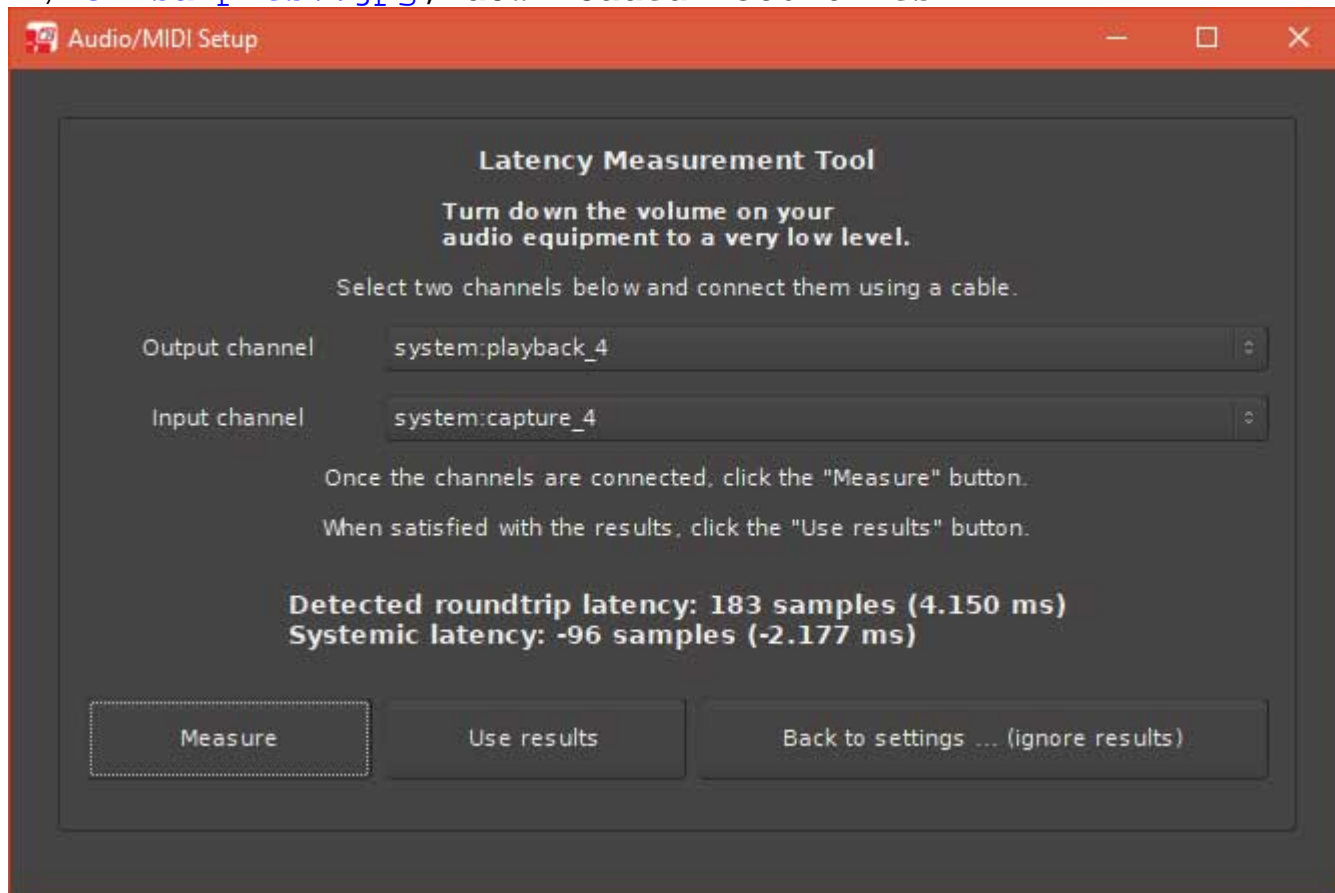 Audio/MIDI Setup
Latency Measurement Tool
Turn down the volume on your
audio equipment to a very low level.
Select two channels below and connect them using a cable.
Output channel system:playback_4
Input channel system:capture_4
Once the channels are connected, click the "Measure" button.
When satisfied with the results, click the "Use results" button.
Detected roundtrip latency: 183 samples (4.150 ms)
Systemic latency: -96 samples (-2.177 ms)
Measure Use results Back to settings ... (ignore results)